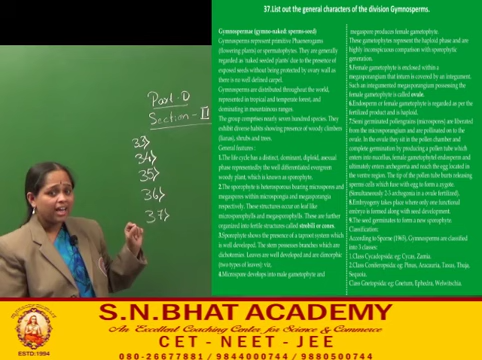 37.List out the general characters of the division Gymnosperms.
Gymnospermae (gymno-naked sperms-seed)
Gymnosperms represent primitive Phanerogams
(flowering plants) or spermatophytes. They are generally
regarded as 'naked seeded plants' due to the presence of
exposed seeds without being protected by ovary wall as
there is no well defined carpel.
Gymnosperms are distributed throughout the world,
represented in tropical and temperate forest, and
dominating in mountainous ranges.
The group comprises nearly seven hundred species. They
exhibit diverse habits showing presence of woody climbers
(lianas), shrubs and trees.
General features :
1.The life cycle has a distinct, dominant, diploid, asexual
phase represented by the well differentiated evergreen
woody plant, which is known as sporophyte.
2.The sporophyte is heterosporous bearing microspores and
megaspores within microsporangia and megasporangia
respectively. These structures occur on leaf like
microsporophylls and megasporophylls. These are further
organized into fertile structures called strobili or cones.
3.Sporophyte shows the presence of a taproot system which
is well developed. The stem possesses branches which are
Leaves are well developed and are dimorphic
(two types of leaves) viz.
4.Microspore develops into male gametophyte and
megaspore produces female gametophyte.
These gametophytes represent the haploid phase and are
highly inconspicuous with comparison with sporophytic
generation.
5.Female gametophyte is enclosed within a
megasporangium that inturn is covered by an integument.
Such an integumented megasporangium possessing the
female gametophyte is called ovule.
6.Endosperm or female gametophyte is regarded as per the
fertilized product and is haploid.
7.Semi germinated pollengrains (microspores) are liberated
from the microsporangium and are pollinated on to the
ovule. In the ovule they sit in the pollen chamber and
complete germination by producing a pollen tube which
enters into nucellus, female gametophyte/endosperm and
ultimately enters archegonia and reach the egg located in
the ventre region. The tip of the pollen tube burst releasing
sperms cells which fuse with egg to form a zygote.
(Simultaneously 2-3 archegonia in a ovule fertilized).
8.Embryogeny takes place where only one functional
embryo is formed along with seed development.
9.The seed germinates to form a new sporophyte.
Classification:
According to Sporne (1965), Gymnosperms are classified
into 3 classes:
1.Class Cycadopsida: eg: Cycas, Zamia.
2.Class Coniferopsida: eg: Pinus, Araucaria, Taxus, Thuja,
Sequoia.
Class Gnetopsida: eg: Gnetum, Ephedra, Welwitschia.
Part-D
Section-II
33)
34)
35)
36)
37)
ESTD:1994
S.N.BHAT ACADEMY
An Excellent Coaching Center for Science & Commerce
CET - NEET - JEE
080-26677881 / 9844000744 / 9880500744